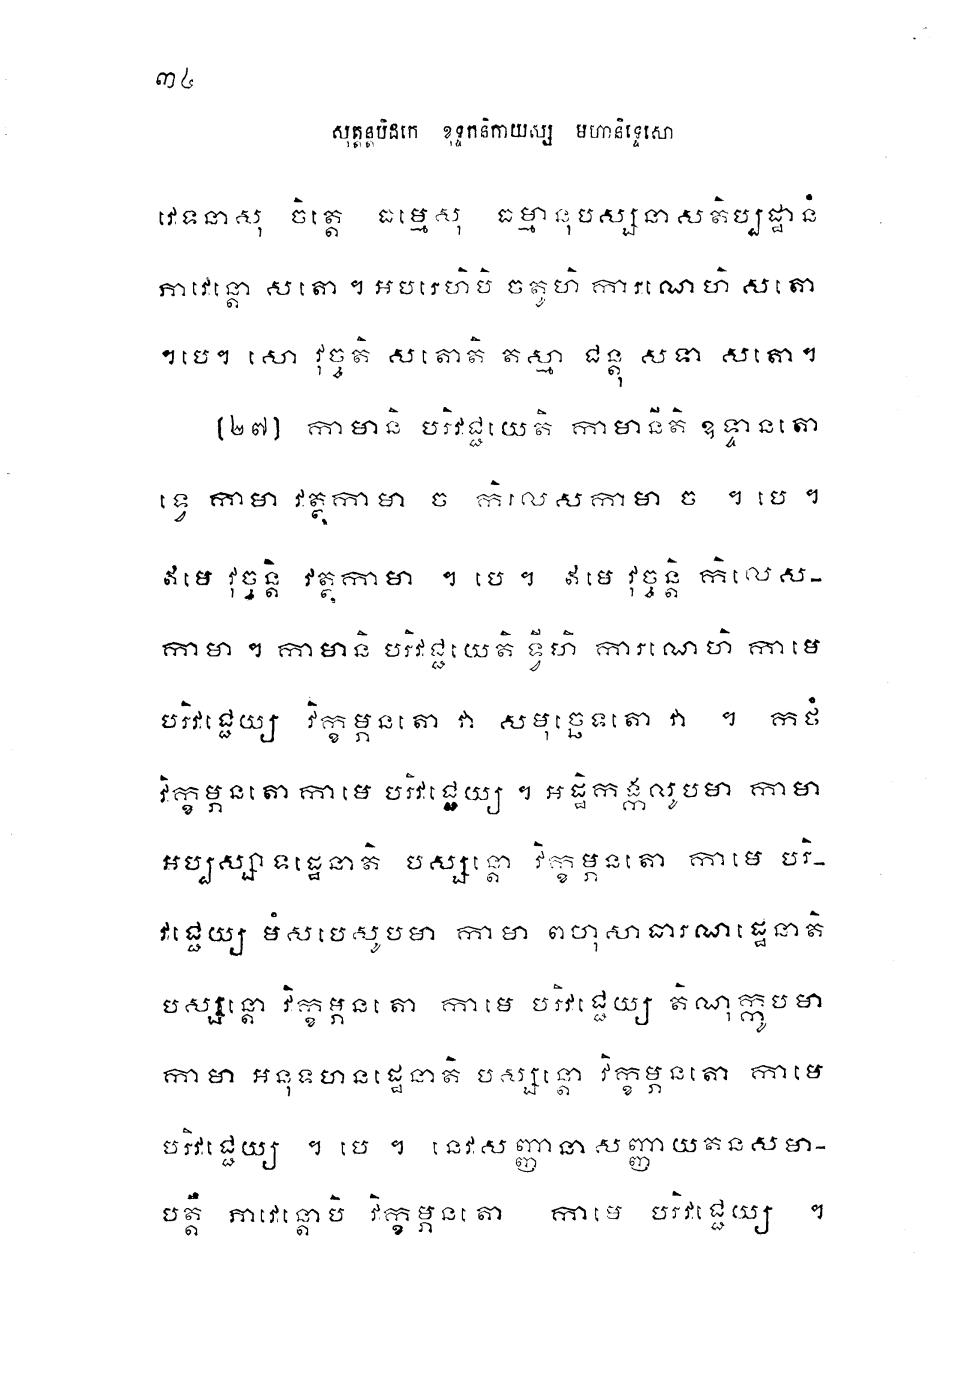 ៣៤
សុត្តន្តបិដកេ ខុទ្ទកនិកាយស្ស មហានិទ្ទេសោ
វេទនាសុ ចិត្តេ ធម្មេសុ ធម្មានុបស្សនាសតិប្បដ្ឋានំ
ភាវេន្តោ សតោ ។ អបរេហិបិ ចតូហិ ការណេហិ សតោ
។ បេ ។ សោ វុច្ចតិ សតោតិ តស្មា ជន្តុ សទា សតោ ។
(២៧) កាមានិ បរិវជ្ជយេតិ កាមានីតិ ឧទ្ទានតោ
ទ្វេ កាមា វត្ថុកាមា ច កិលេសកាមា ច ។ បេ ។
ឥមេ វុច្ចន្តិ វត្ថុកាមា ។ បេ ។ ឥមេ វុច្ចន្តិ កិលេស-
កាមា ។ កាមានិ បរិវជ្ជយេតិ ទ្វីហិ ការណេហិ កាមេ
បរិវជ្ជេយ្យ វិក្ខម្ភនតោ វា សមុច្ឆេទតោ វា ។ កថំ
វិក្ខម្ភនតោ កាមេ បរិវជ្ជេយ្យ ។ អដ្ឋិកង្កលរូបមា កាមា
អប្បស្សាទដ្ឋេនាតិ បស្សន្តោ វិក្ខម្ភនតោ កាមេ បរិ-
វជ្ជេយ្យ មំសបេសូបមា កាមា ពហុសាធារណដ្ឋេនាតិ
បស្សន្តោ វិក្ខម្ភនតោ កាមេ បរិវជ្ជេយ្យ តិណុក្កូបមា
កាមា អនុទហនដ្ឋេនាតិ បស្សន្តោ វិក្ខម្ភនតោ កាមេ
បរិវជ្ជេយ្យ ។ បេ ។ នេវសញ្ញានាសញ្ញាយតនសមា-
បត្តឹ ភាវេន្តោបិ វិក្ខម្ភនតោ កាមេ បរិវជ្ជេយ្យ ។